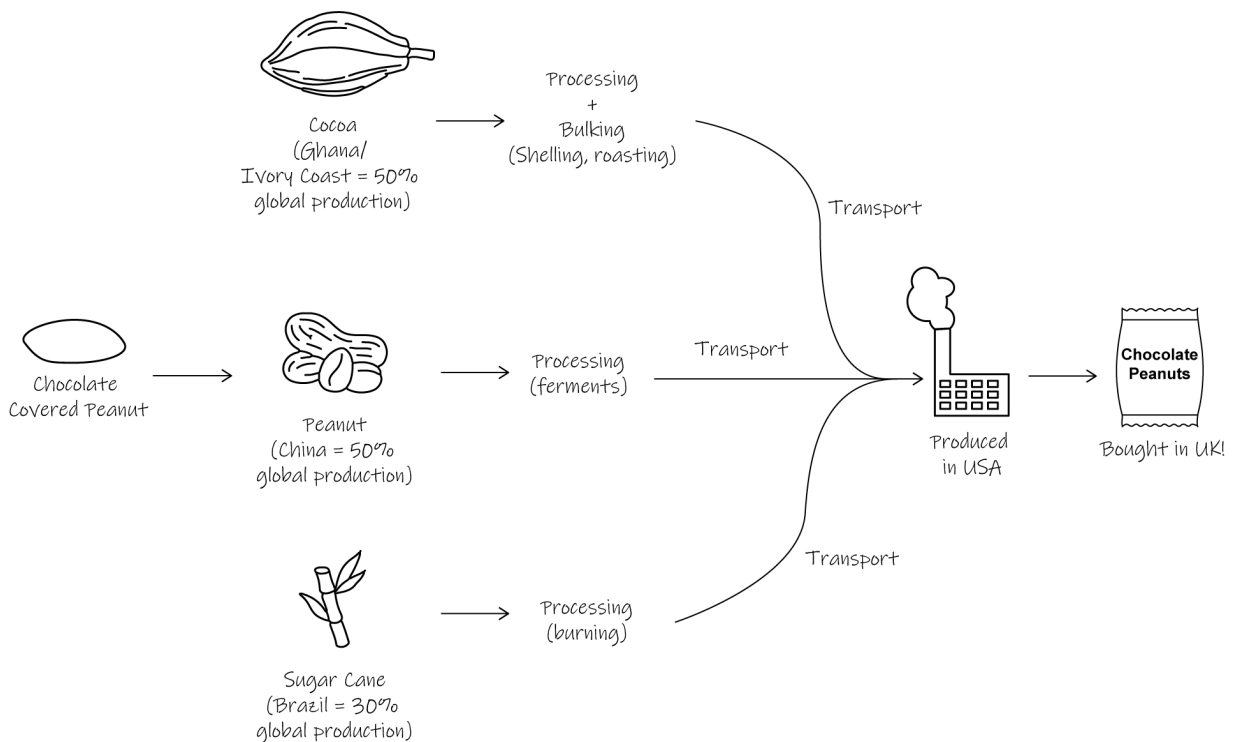 Cocoa
(Ghana/
Ivory Coast = 50%
global production)
Processing
+
Bulking
(Shelling, roasting)
Transport
Chocolate
Covered Peanut
Peanut
(China = 50%
global production)
Processing
(ferments)
Transport
Produced
in USA
Chocolate
Peanuts
Bought in UK!
Sugar Cane
(Brazil = 30%
global production)
Processing
(burning)
Transport